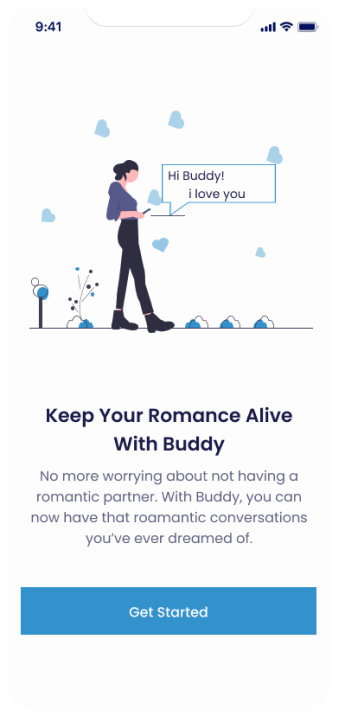 9:41
Hi Buddy!
i love you
Keep Your Romance Alive
With Buddy
No more worrying about not having a
romantic partner. With Buddy, you can
now have that roamantic conversations
you've ever dreamed of.
Get Started